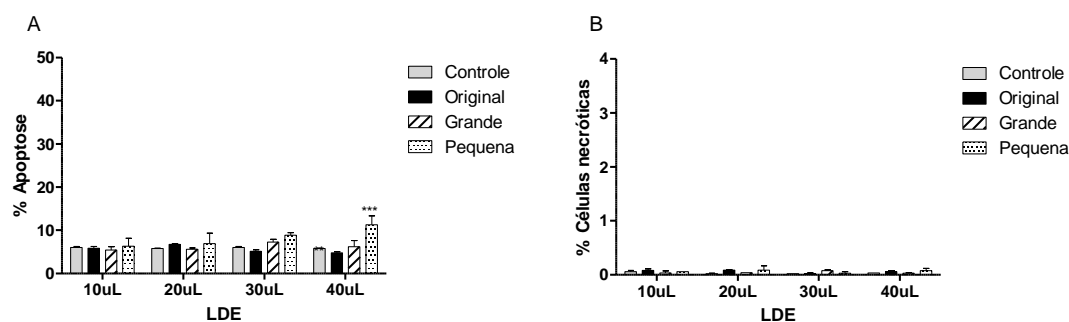 A
% Apoptose
50
40
30
20
10
0
***
**
10uL
20uL
30uL
40uL
LDE
Controle
Original
Grande
Pequena
B
% Células necróticas
4
3
2
1
0
10uL
20uL
30uL
40uL
LDE
Controle
Original
Grande
Pequena